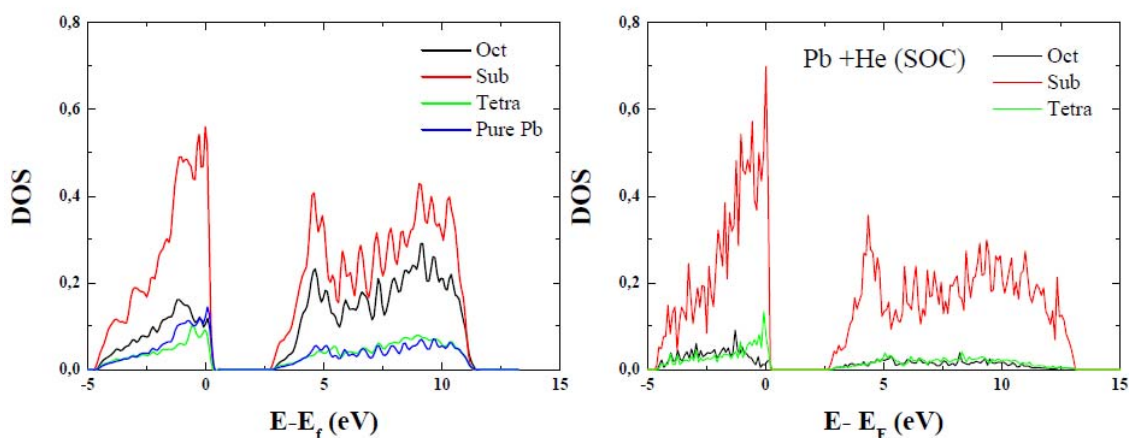 0,8
0,6
0,4
0,2
0,0
DOS
-5 0 5 10 15
E-E_f (eV)
Oct
Sub
Tetra
Pure Pb
0,8
0,6
0,4
0,2
0,0
DOS
-5 0 5 10 15
E- E_F (eV)
Pb +He (SOC)
Oct
Sub
Tetra